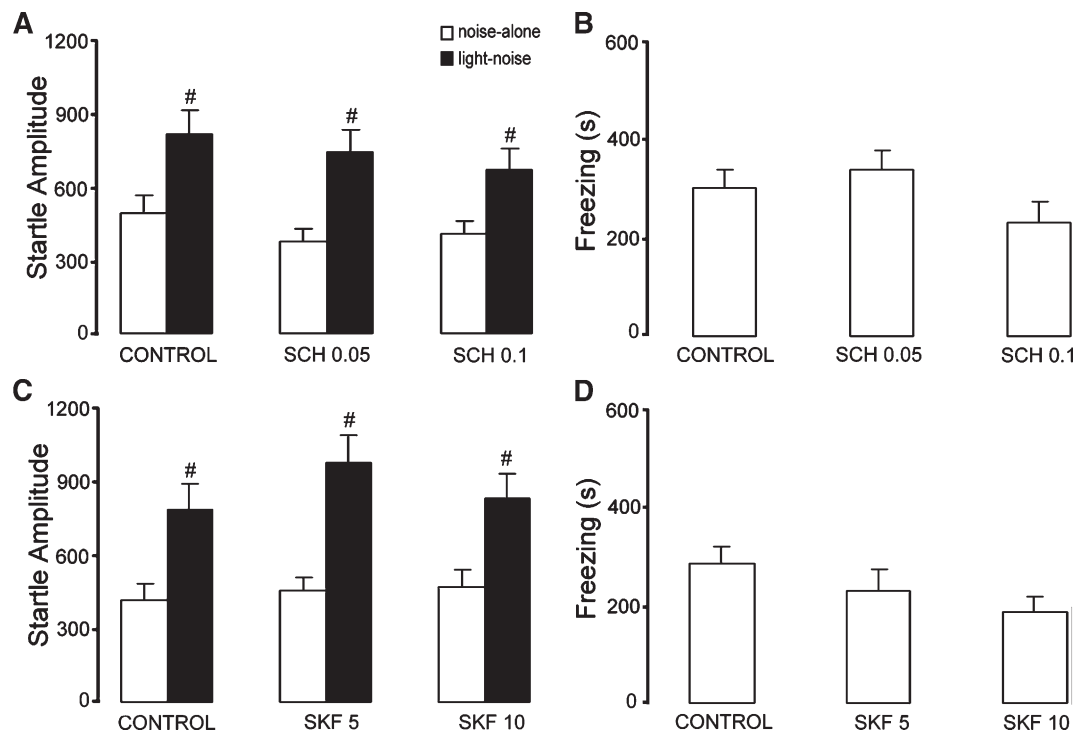 A
1200
900
600
300
0
Startle Amplitude
noise-alone
light-noise
# # #
CONTROL SCH 0.05 SCH 0.1
B
600
400
200
0
Freezing (s)
CONTROL SCH 0.05 SCH 0.1
C
1200
900
600
300
0
Startle Amplitude
# # #
CONTROL SKF 5 SKF 10
D
600
400
200
0
Freezing (s)
CONTROL SKF 5 SKF 10